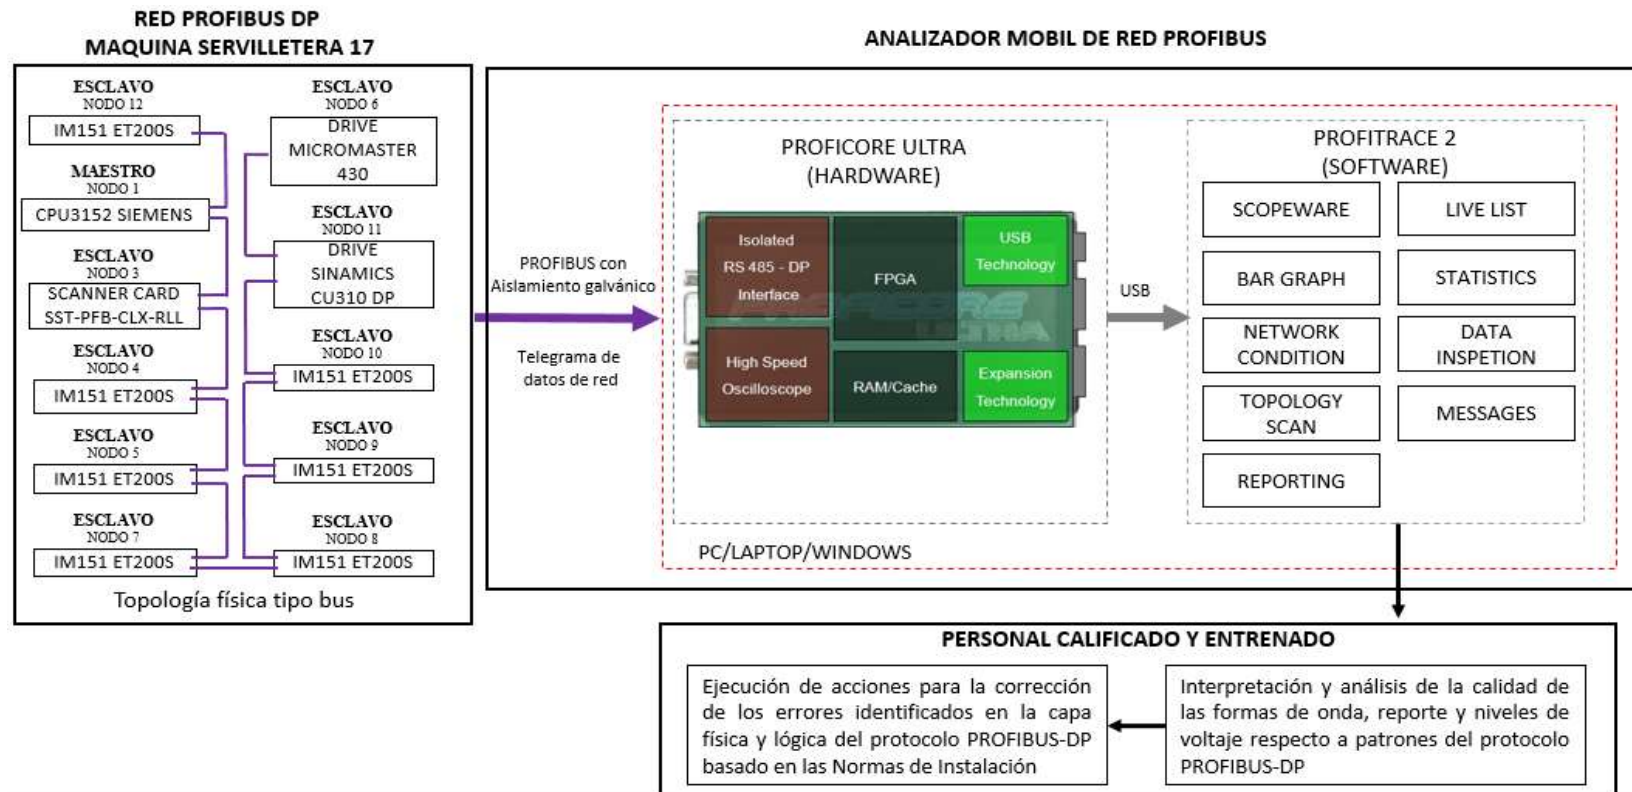 RED PROFIBUS DP
MAQUINA SERVILLETERA 17
ESCLAVO
NODO 12
IM151 ET200S
MAESTRO
NODO 1
CPU3152 SIEMENS
ESCLAVO
NODO 3
SCANNER CARD
SST-PFB-CLX-RLL
ESCLAVO
NODO 4
IM151 ET200S
ESCLAVO
NODO 5
IM151 ET200S
ESCLAVO
NODO 7
IM151 ET200S
ESCLAVO
NODO 6
DRIVE
MICROMASTER
430
ESCLAVO
NODO 11
DRIVE
SINAMICS
CU310 DP
ESCLAVO
NODO 10
IM151 ET200S
ESCLAVO
NODO 9
IM151 ET200S
ESCLAVO
NODO 8
IM151 ET200S
Topología física tipo bus
PROFIBUS con
Aislamiento galvánico
Telegrama de
datos de red
ANALIZADOR MOBIL DE RED PROFIBUS
PROFICORE ULTRA
(HARDWARE)
Isolated
RS 485 - DP
Interface
FPGA
USB
Technology
PROFICORE
ULTRA
High Speed
Oscilloscope
RAM/Cache
Expansion
Technology
USB
PROFITRACE 2
(SOFTWARE)
SCOPEWARE
LIVE LIST
BAR GRAPH
STATISTICS
NETWORK
CONDITION
DATA
INSPETION
TOPOLOGY
SCAN
MESSAGES
REPORTING
PC/LAPTOP/WINDOWS
PERSONAL CALIFICADO Y ENTRENADO
Ejecución de acciones para la corrección
de los errores identificados en la capa
física y lógica del protocolo PROFIBUS-DP
basado en las Normas de Instalación
Interpretación y análisis de la calidad de
las formas de onda, reporte y niveles de
voltaje respecto a patrones del protocolo
PROFIBUS-DP